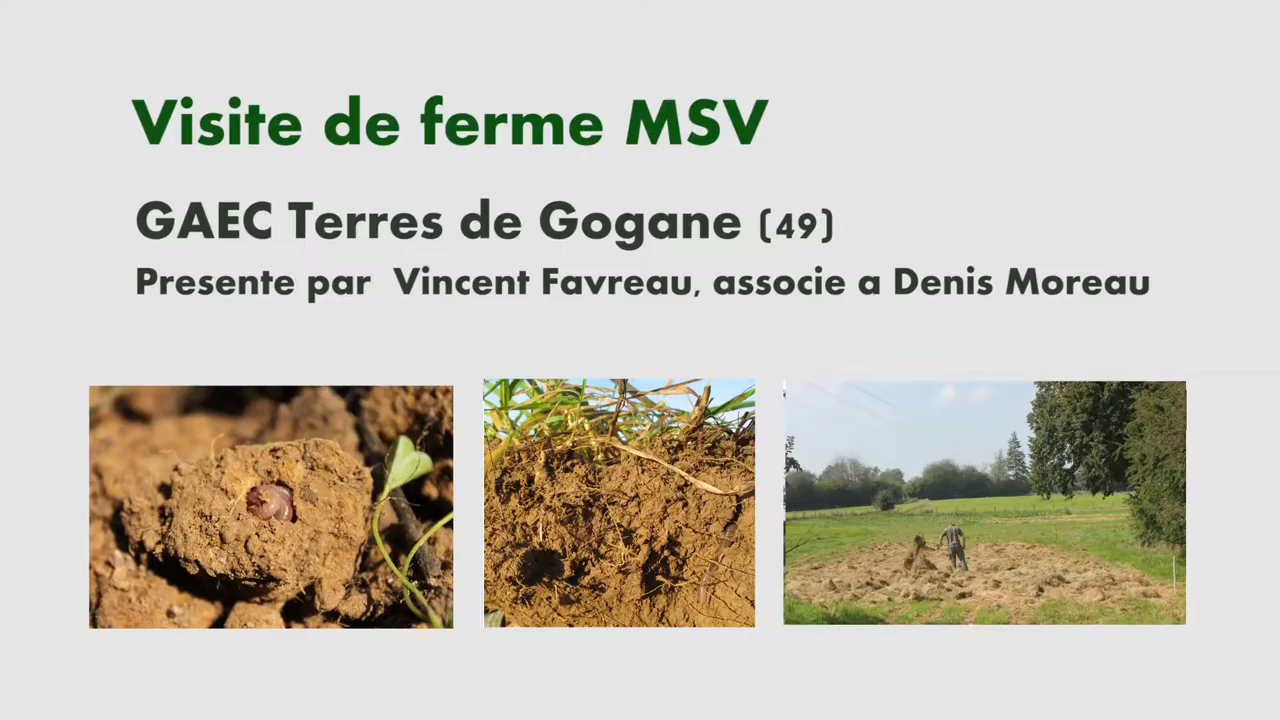 Visite de ferme MSV
GAEC Terres de Gogane (49)
Presente par Vincent Favreau, associe a Denis Moreau